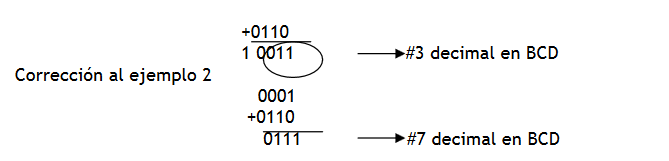 +0110
1 0011 #3 decimal en BCD
Corrección al ejemplo 2
0001
+0110
0111 #7 decimal en BCD